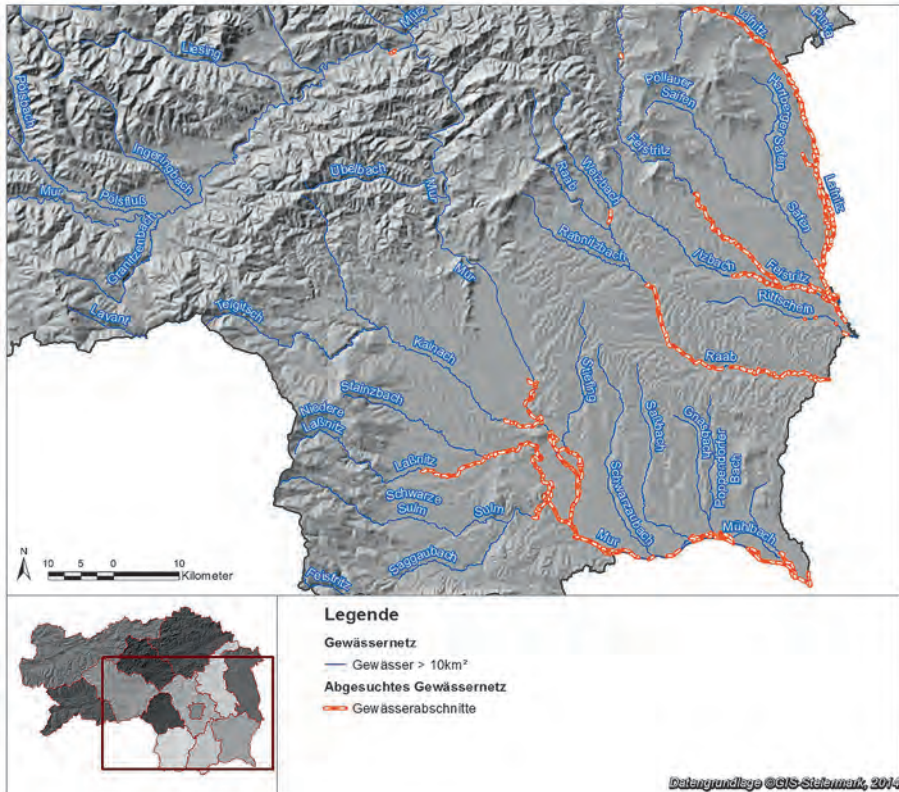 Mürz
Lafnitz
Pinka
Liesing
Pölsbach
Pöllauer
Saifen
Hartberger Safen
Ingeringbach
Feistritz
Übelbach
Raab
Weizbach
Mur
Mur
Pölsfluß
Lafnitz
Safen
Granitzenbach
Rabnitzbach
Mur
Ilzbach
Feistritz
Rittschein
Lavant
Teigitsch
Kainach
Raab
Stainzbach
Stiefing
Niedere
Laßnitz
Saßbach
Gnasbach
Poppendorfer
Bach
Laßnitz
Schwarze
Sulm
Sulm
Schwarzaubach
Mur
Mühlbach
Saggaubach
Feistritz
N
10 5 0 10
Kilometer
Legende
Gewässernetz
Gewässer > 10km²
Abgesuchtes Gewässernetz
Gewässerabschnitte
Datengrundlage ©GIS-Steiermark, 2014